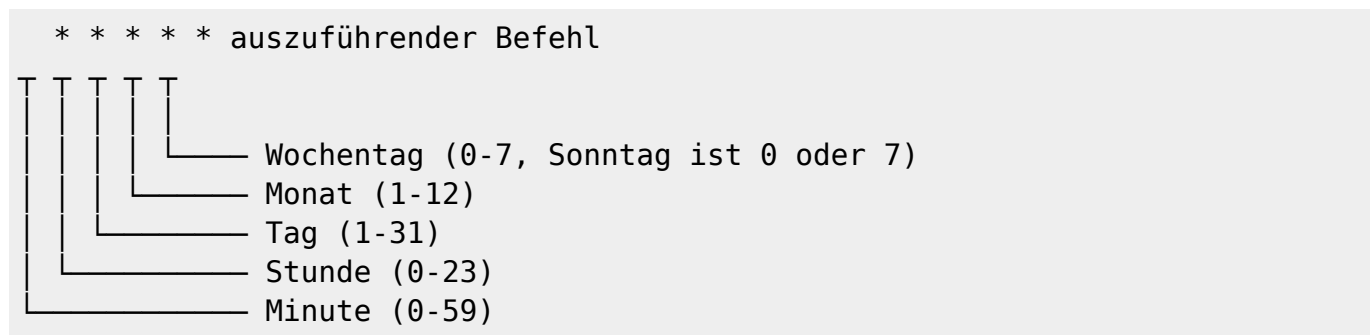 * * * * * auszuführender Befehl
┬ ┬ ┬ ┬ ┬
│ │ │ │ │
│ │ │ │ └──── Wochentag (0-7, Sonntag ist 0 oder 7)
│ │ │ └────── Monat (1-12)
│ │ └──────── Tag (1-31)
│ └────────── Stunde (0-23)
└──────────── Minute (0-59)